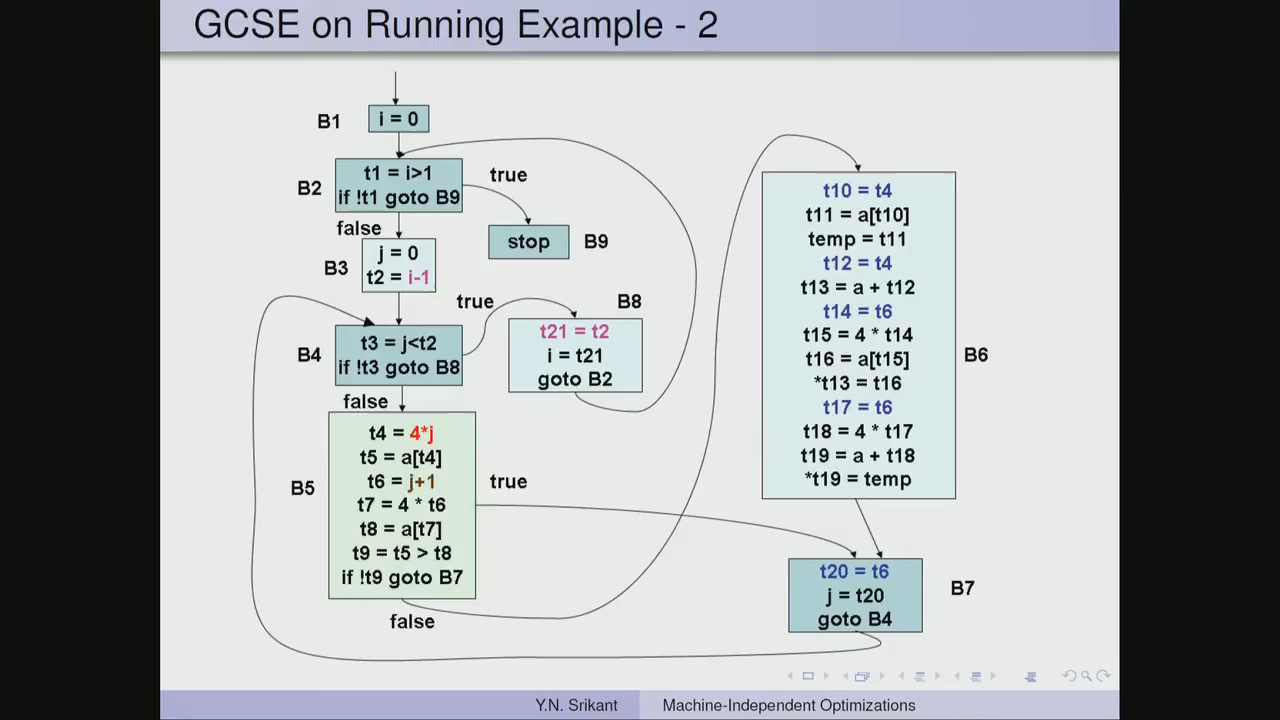 GCSE on Running Example - 2
B1
i = 0
B2
t1 = i>1
if !t1 goto B9
true
false
stop
B9
B3
j = 0
t2 = i-1
true
B8
t21 = t2
i = t21
goto B2
B4
t3 = j<t2
if !t3 goto B8
false
B5
t4 = 4*j
t5 = a[t4]
t6 = j+1
t7 = 4 * t6
t8 = a[t7]
t9 = t5 > t8
if !t9 goto B7
true
false
t10 = t4
t11 = a[t10]
temp = t11
t12 = t4
t13 = a + t12
t14 = t6
t15 = 4 * t14
t16 = a[t15]
*t13 = t16
t17 = t6
t18 = 4 * t17
t19 = a + t18
*t19 = temp
B6
t20 = t6
j = t20
goto B4
B7
Y.N. Srikant
Machine-Independent Optimizations